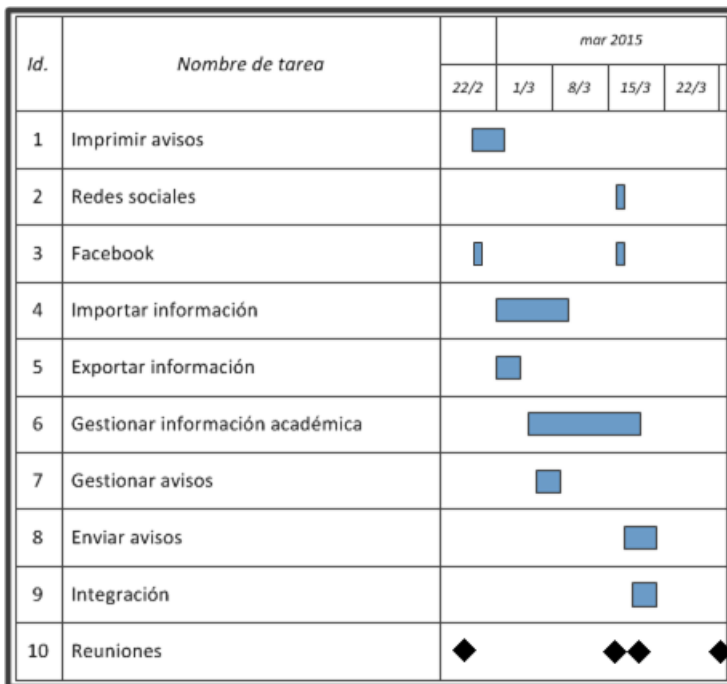 Id.
Nombre de tarea
mar 2015
22/2 1/3 8/3 15/3 22/3
1 Imprimir avisos
2 Redes sociales
3 Facebook
4 Importar información
5 Exportar información
6 Gestionar información académica
7 Gestionar avisos
8 Enviar avisos
9 Integración
10 Reuniones